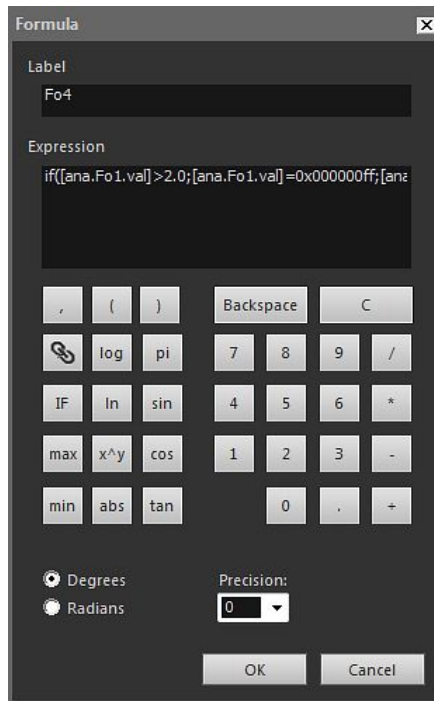 Formula
Label
Fo4
Expression
if([ana.Fo1.val]>2.0;[ana.Fo1.val]=0x000000ff;[ana
, ( ) Backspace C
log pi 7 8 9 /
IF ln sin 4 5 6 *
max x^y cos 1 2 3 -
min abs tan 0 . +
Degrees Precision:
Radians 0
OK Cancel